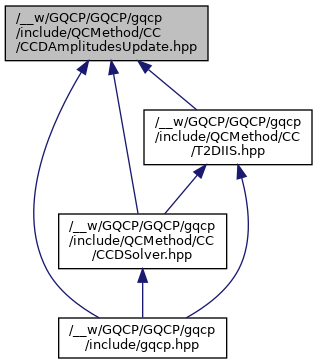 /__w/GQCP/GQCP/gqcp
/include/QCMethod/CC
/CCDAmplitudesUpdate.hpp
/__w/GQCP/GQCP/gqcp
/include/QCMethod/CC
/T2DIIS.hpp
/__w/GQCP/GQCP/gqcp
/include/QCMethod/CC
/CCDSolver.hpp
/__w/GQCP/GQCP/gqcp
/include/gqcp.hpp